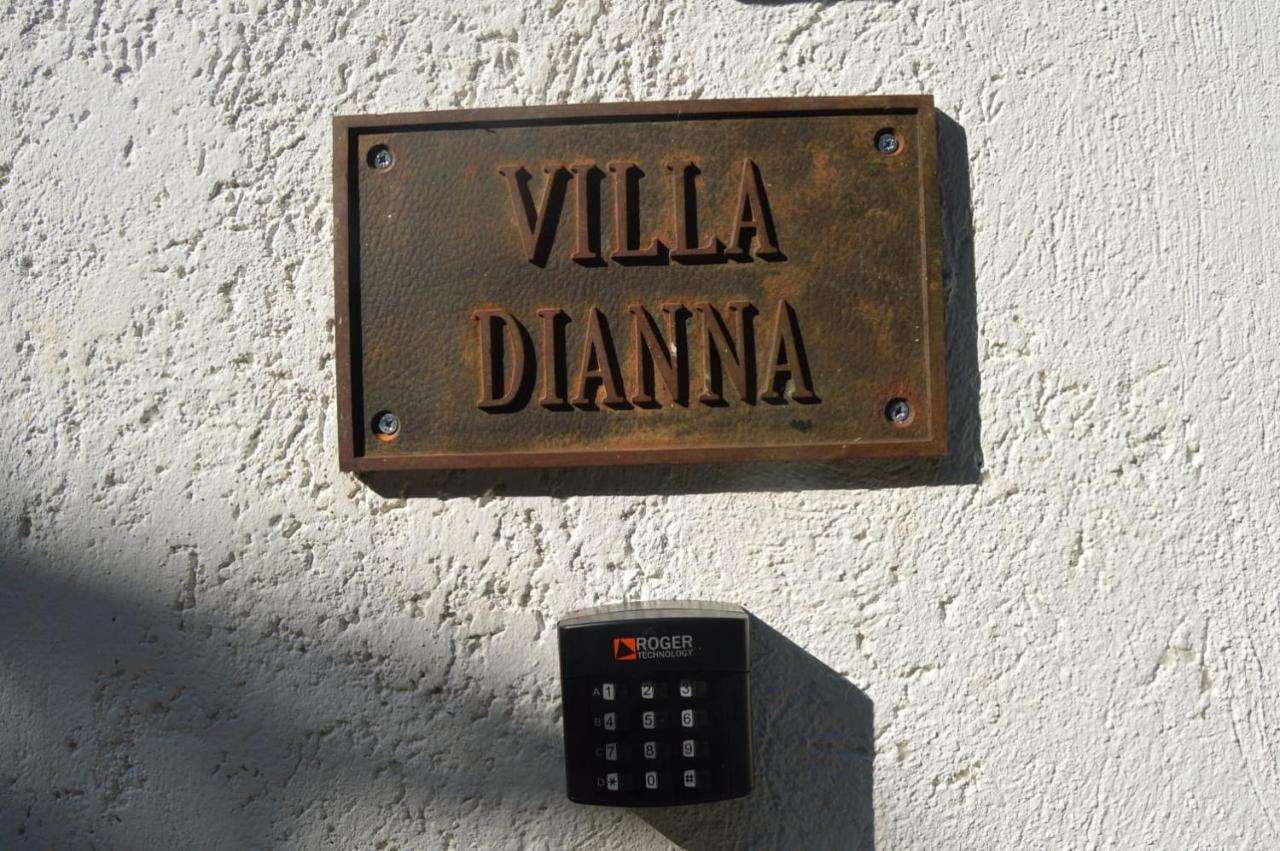 VILLA
DIANNA
ROGER
TECHNOLOGY
A 1 2 3
B 4 5 6
C 7 8 9
D * 0 #